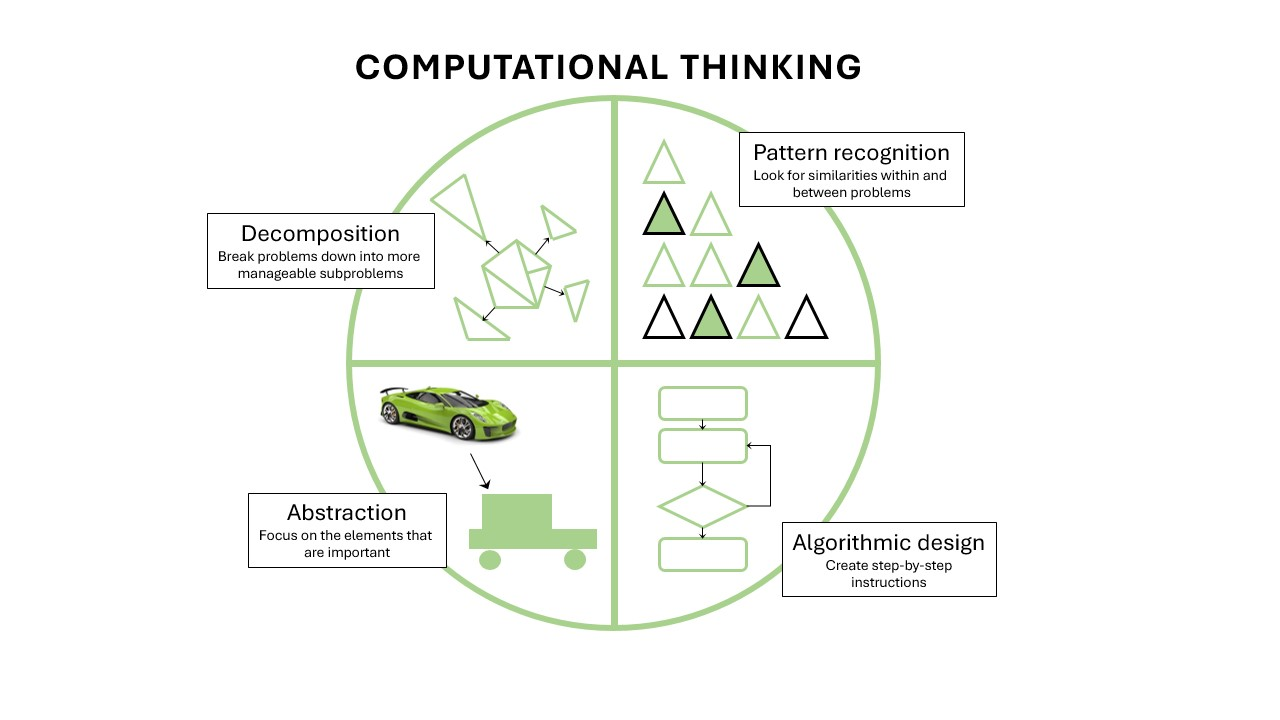 COMPUTATIONAL THINKING
Pattern recognition
Look for similarities within and
between problems
Decomposition
Break problems down into more
manageable subproblems
Abstraction
Focus on the elements that
are important
Algorithmic design
Create step-by-step
instructions